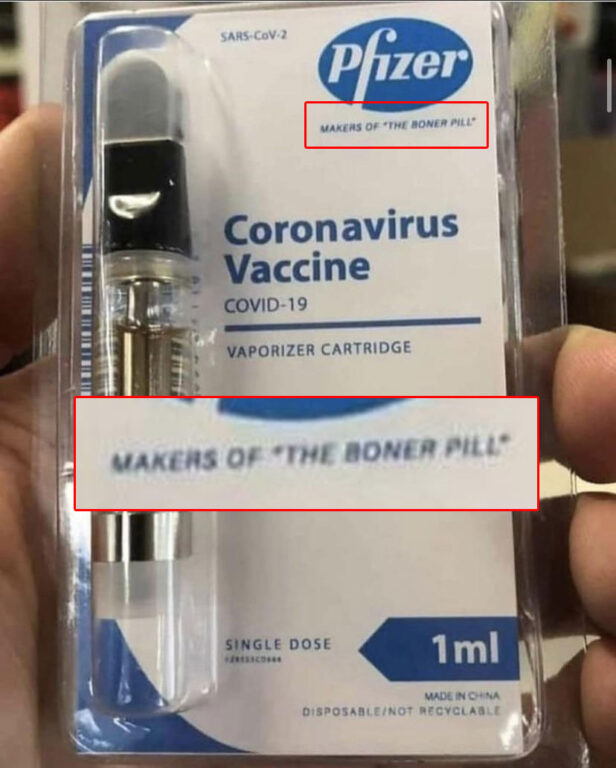 SARS-CoV-2
Pfizer
MAKERS OF "THE BONER PILL"
Coronavirus
Vaccine
COVID-19
VAPORIZER CARTRIDGE
MAKERS OF "THE BONER PILL"
SINGLE DOSE
1ml
MADE IN CHINA
DISPOSABLE/NOT RECYCLABLE